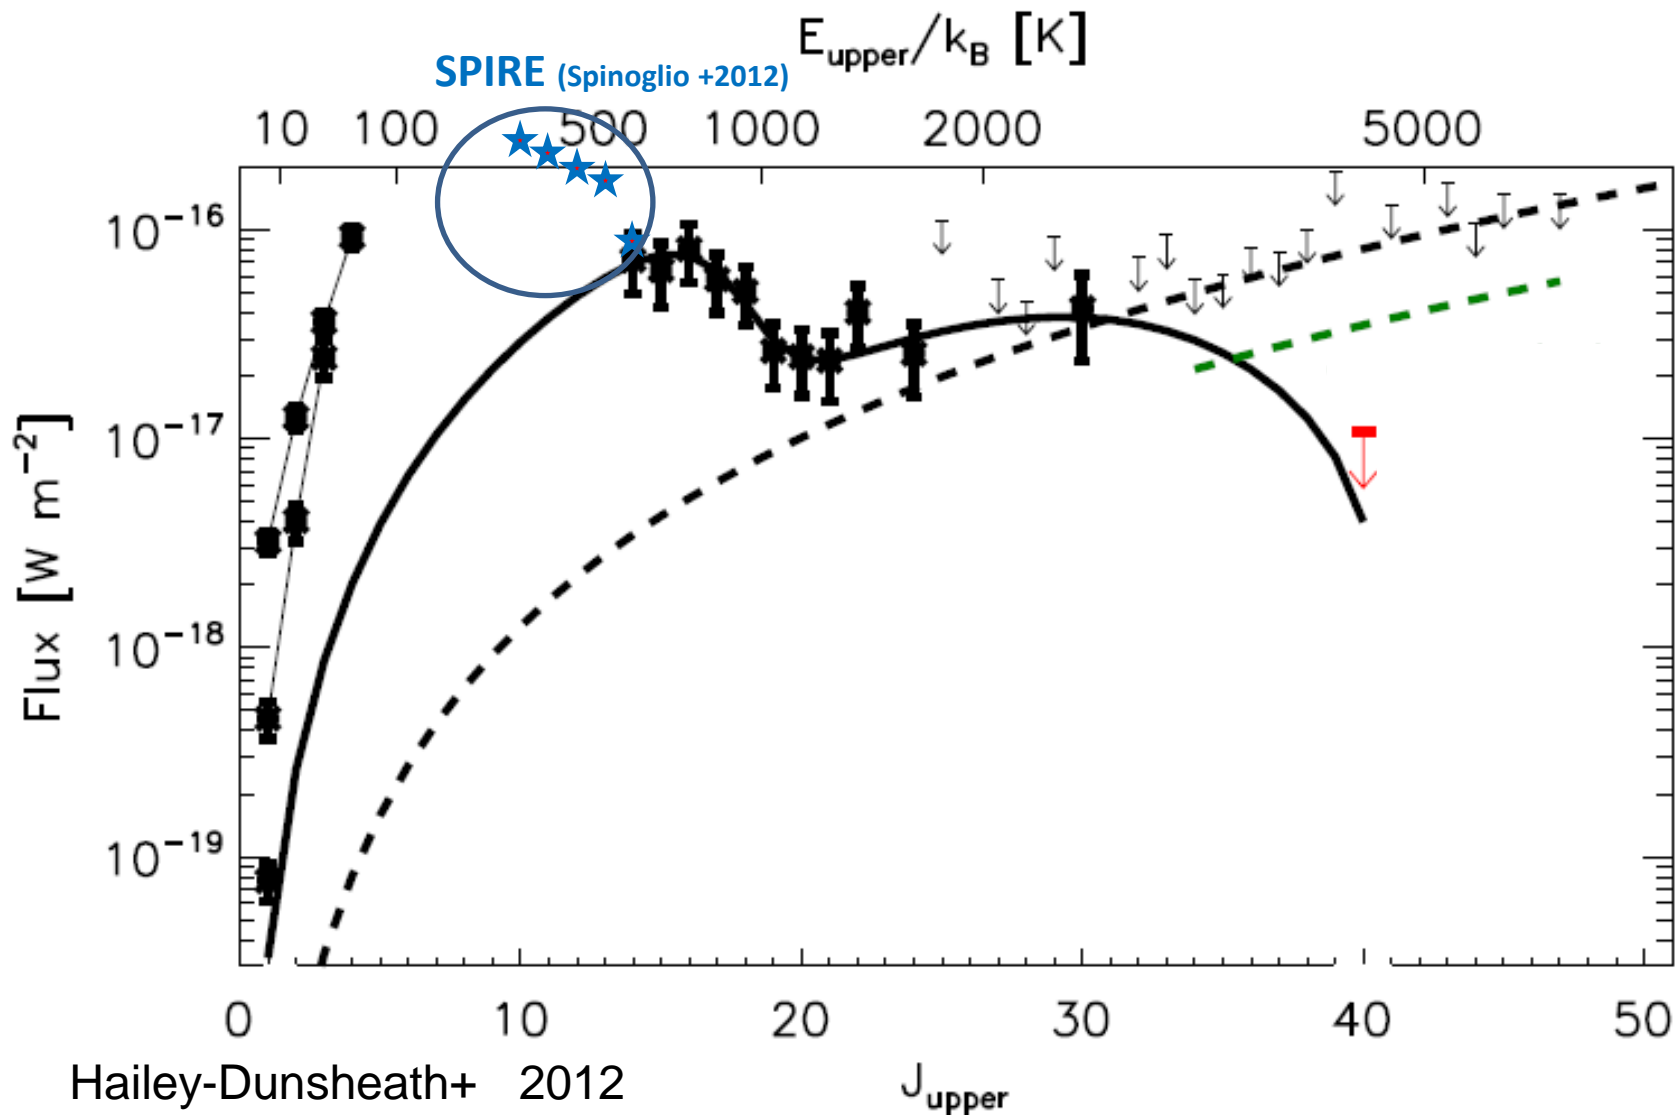 E_upper/k_B [K]
SPIRE (Spinoglio +2012)
10 100 500 1000 2000 5000
10^-16
10^-17
10^-18
10^-19
Flux [W m^-2]
0 10 20 30 40 50
J_upper
Hailey-Dunsheath+ 2012